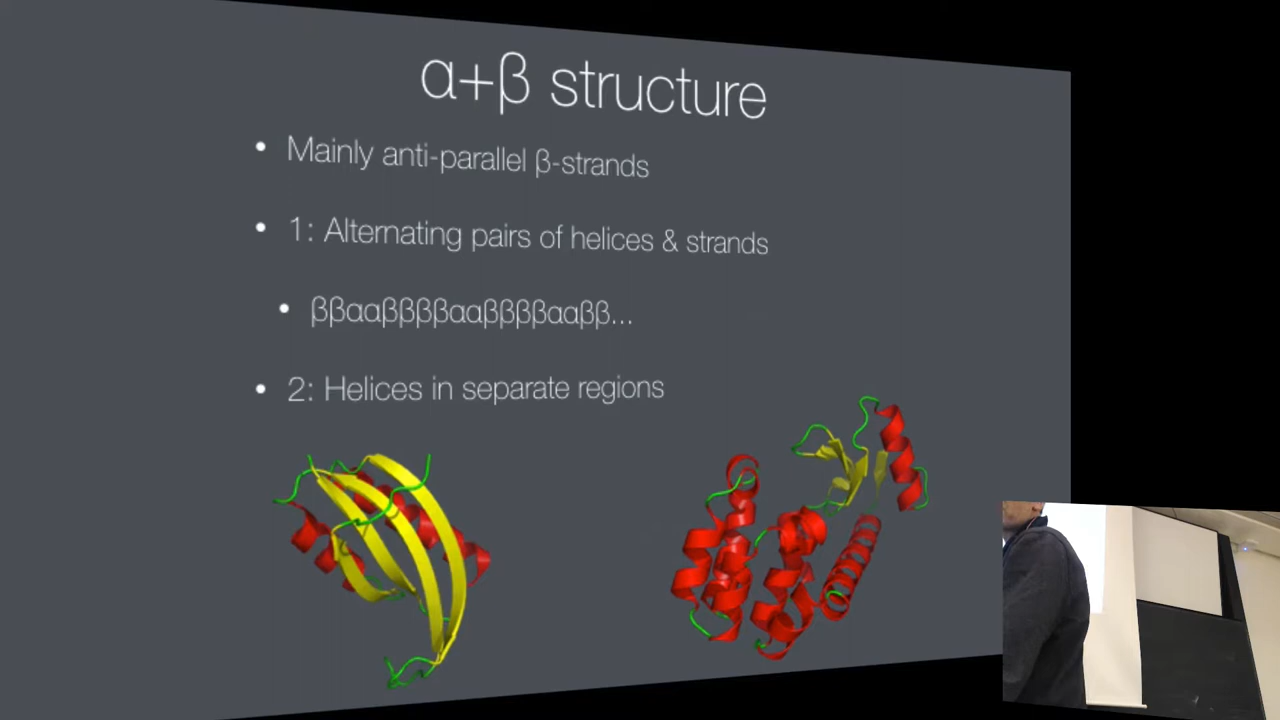 α+β structure
• Mainly anti-parallel β-strands
• 1: Alternating pairs of helices & strands
• ββααββββααββββααββ...
• 2: Helices in separate regions